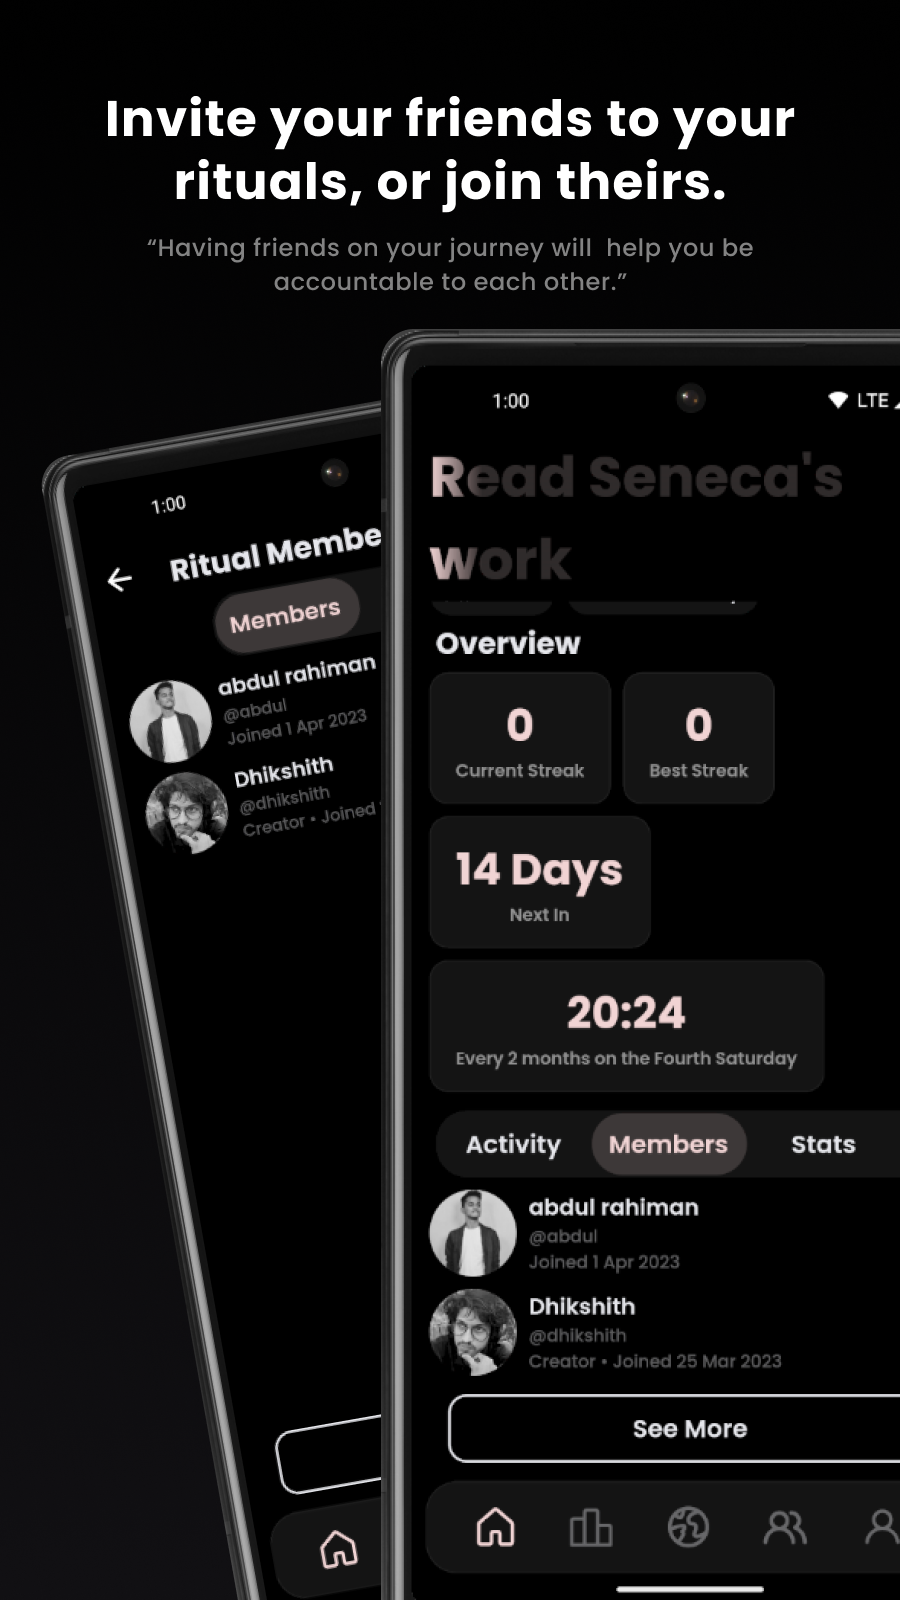 Invite your friends to your
rituals, or join theirs.
“Having friends on your journey will  help you be
accountable to each other.”
1:00
Ritual Membe
Members
abdul rahiman
@abdul
Joined 1 Apr 2023
Dhikshith
@dhikshith
Creator • Joined
1:00
LTE
Read Seneca's
work
Overview
0
Current Streak
0
Best Streak
14 Days
Next In
20:24
Every 2 months on the Fourth Saturday
Activity
Members
Stats
abdul rahiman
@abdul
Joined 1 Apr 2023
Dhikshith
@dhikshith
Creator • Joined 25 Mar 2023
See More